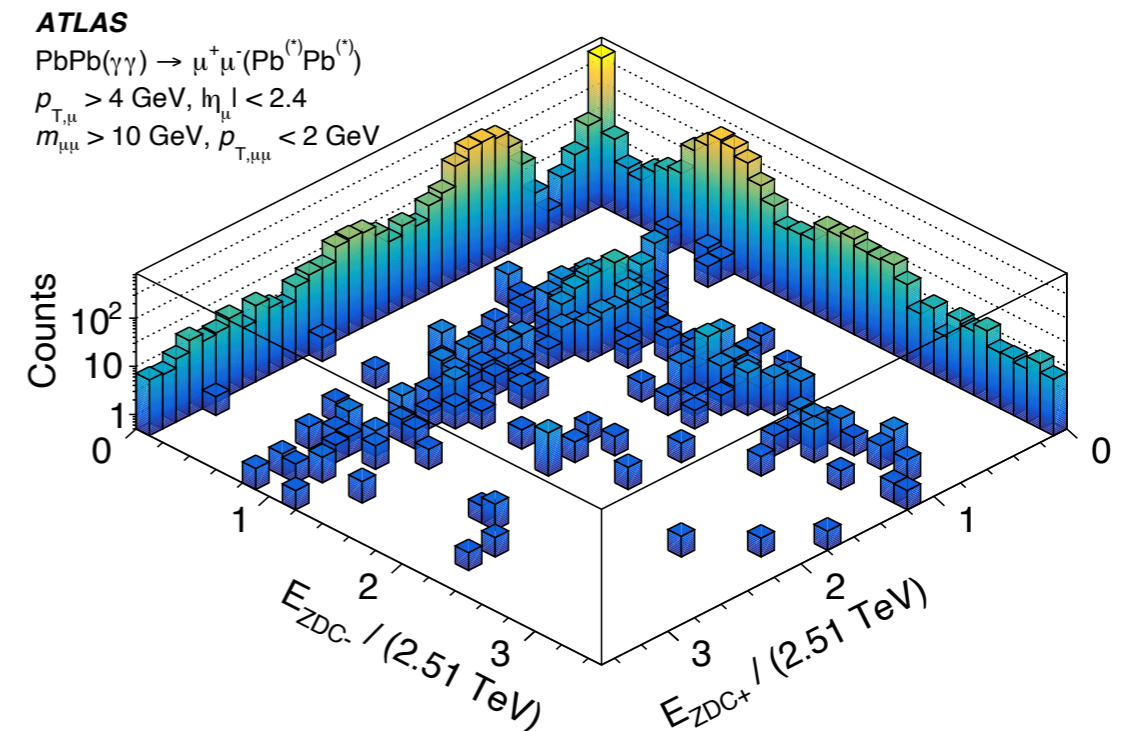 ATLAS
PbPb(γγ) → μ⁺μ⁻(Pb⁽*⁾Pb⁽*⁾)
p_T,μ > 4 GeV, |η_μ| < 2.4
m_μμ > 10 GeV, p_T,μμ < 2 GeV
Counts
10²
10
1
0
1
2
3
E_ZDC- / (2.51 TeV)
0
1
2
3
E_ZDC+ / (2.51 TeV)